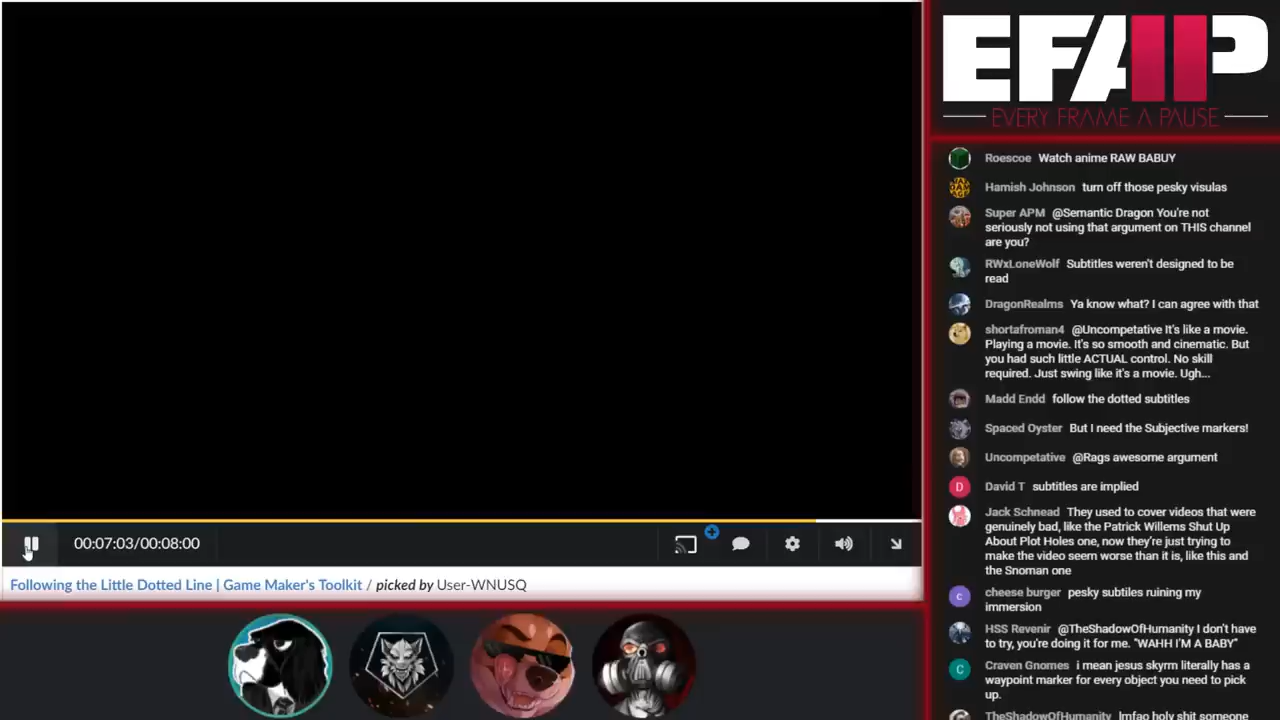 EFAP
EVERY FRAME A PAUSE
Roescoe Watch anime RAW BABUY
Hamish Johnson turn off those pesky visulas
Super APM @Semantic Dragon You're not
seriously not using that argument on THIS channel
are you?
RWxLoneWolf Subtitles weren't designed to be
read
DragonRealms Ya know what? I can agree with that
shortafroman4 @Uncompetative It's like a movie.
Playing a movie. It's so smooth and cinematic. But
you had such little ACTUAL control. No skill
required. Just swing like it's a movie. Ugh...
Madd Endd follow the dotted subtitles
Spaced Oyster But I need the Subjective markers!
Uncompetative @Rags awesome argument
D David T subtitles are implied
Jack Schnead They used to cover videos that were
genuinely bad, like the Patrick Willems Shut Up
About Plot Holes one, now they're just trying to
make the video seem worse than it is, like this and
the Snoman one
c cheese burger pesky subtiles ruining my
immersion
HSS Revenir @TheShadowOfHumanity I don't have
to try, you're doing it for me. "WAHH I'M A BABY"
C Craven Gnomes i mean jesus skyrm literally has a
waypoint marker for every object you need to pick
up.
TheShadowOfHumanity lmfao holy shit someone
00:07:03/00:08:00
Following the Little Dotted Line | Game Maker's Toolkit / picked by User-WNUSQ